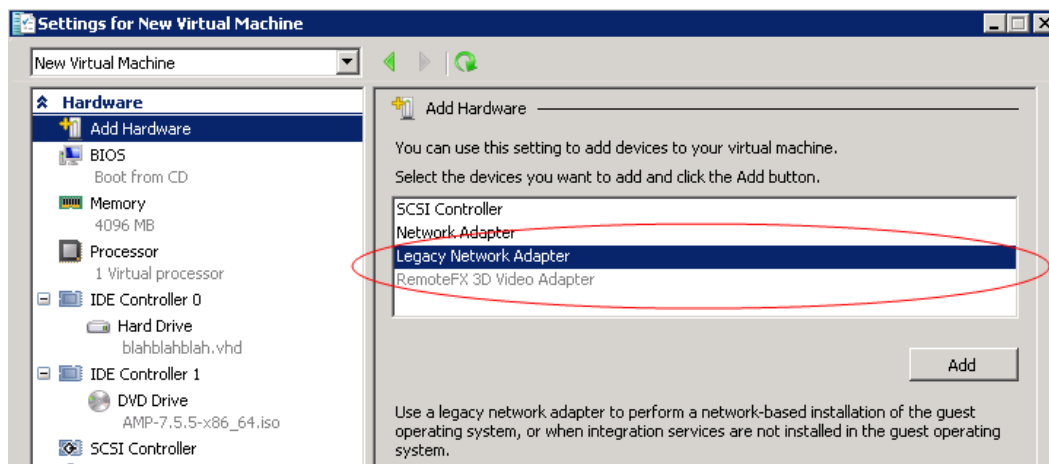 Settings for New Virtual Machine
New Virtual Machine
Hardware
Add Hardware
BIOS
Boot from CD
Memory
4096 MB
Processor
1 Virtual processor
IDE Controller 0
Hard Drive
blahblahblah.vhd
IDE Controller 1
DVD Drive
AMP-7.5.5-x86_64.iso
SCSI Controller
Add Hardware
You can use this setting to add devices to your virtual machine.
Select the devices you want to add and click the Add button.
SCSI Controller
Network Adapter
Legacy Network Adapter
RemoteFX 3D Video Adapter
Add
Use a legacy network adapter to perform a network-based installation of the guest
operating system, or when integration services are not installed in the guest operating
system.